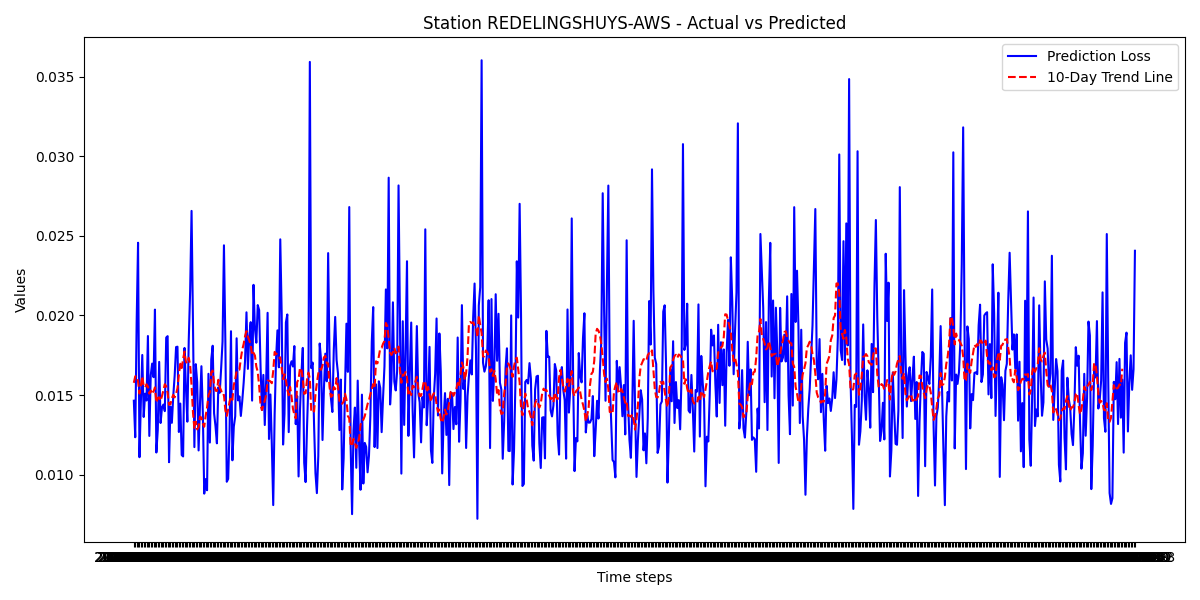 Station REDELINGSHUYS-AWS - Actual vs Predicted
Prediction Loss
10-Day Trend Line
Values
0.035
0.030
0.025
0.020
0.015
0.010
Time steps